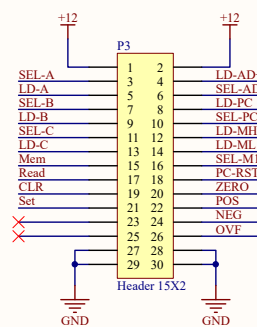 +12 +12
P3
1 2
SEL-A 3 4 LD-AD-
LD-A 5 6 SEL-AD
SEL-B 7 8 LD-PC
LD-B 9 10 SEL-PC
SEL-C 11 12 LD-MH
LD-C 13 14 LD-ML
Mem 15 16 SEL-M
Read 17 18 PC-RST
CLR 19 20 ZERO
Set 21 22 POS
23 24 NEG
25 26 OVF
27 28
29 30
Header 15X2
GND GND